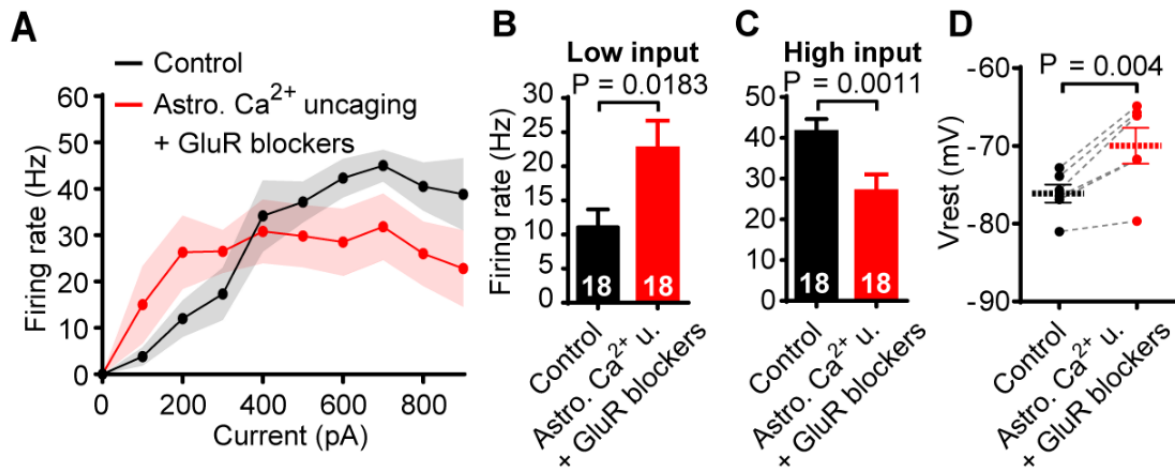 A
Control
Astro. Ca²⁺ uncaging
+ GluR blockers
Firing rate (Hz)
60
50
40
30
20
10
0
0
200
400
600
800
Current (pA)
B
Low input
P = 0.0183
Firing rate (Hz)
30
25
20
15
10
5
0
18
18
Control
Astro. Ca²⁺ u.
+ GluR blockers
C
High input
P = 0.0011
50
40
30
20
10
0
18
18
Control
Astro. Ca²⁺ u.
+ GluR blockers
D
P = 0.004
Vrest (mV)
-60
-70
-80
-90
Control
Astro. Ca²⁺ u.
+ GluR blockers